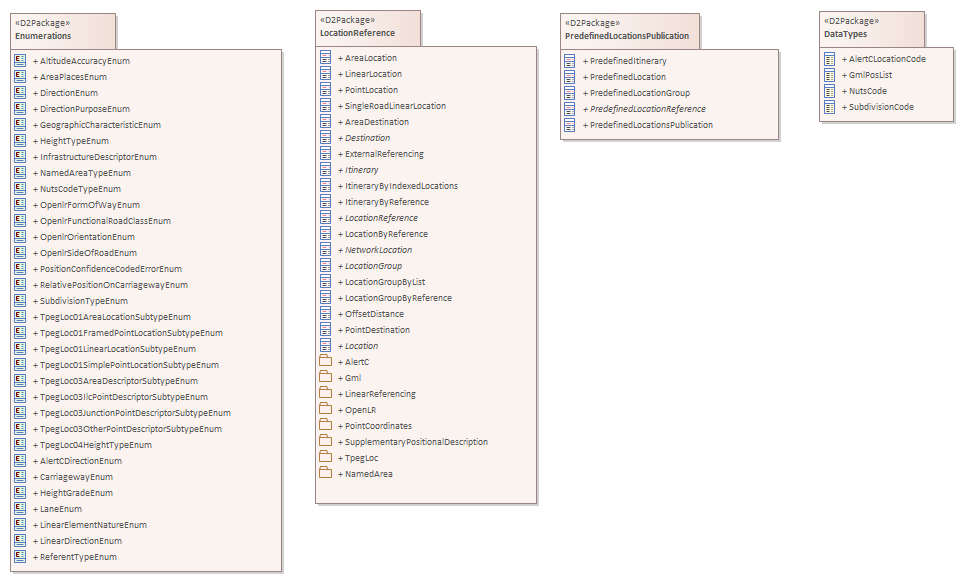 «D2Package»
Enumerations
+ AltitudeAccuracyEnum
+ AreaPlacesEnum
+ DirectionEnum
+ DirectionPurposeEnum
+ GeographicCharacteristicEnum
+ HeightTypeEnum
+ InfrastructureDescriptorEnum
+ NamedAreaTypeEnum
+ NutsCodeTypeEnum
+ OpenlrFormOfWayEnum
+ OpenlrFunctionalRoadClassEnum
+ OpenlrOrientationEnum
+ OpenlrSideOfRoadEnum
+ PositionConfidenceCodedErrorEnum
+ RelativePositionOnCarriagewayEnum
+ SubdivisionTypeEnum
+ TpegLoc01AreaLocationSubtypeEnum
+ TpegLoc01FramedPointLocationSubtypeEnum
+ TpegLoc01LinearLocationSubtypeEnum
+ TpegLoc01SimplePointLocationSubtypeEnum
+ TpegLoc03AreaDescriptorSubtypeEnum
+ TpegLoc03IlcPointDescriptorSubtypeEnum
+ TpegLoc03JunctionPointDescriptorSubtypeEnum
+ TpegLoc03OtherPointDescriptorSubtypeEnum
+ TpegLoc04HeightTypeEnum
+ AlertCDirectionEnum
+ CarriagewayEnum
+ HeightGradeEnum
+ LaneEnum
+ LinearElementNatureEnum
+ LinearDirectionEnum
+ ReferentTypeEnum
«D2Package»
LocationReference
+ AreaLocation
+ LinearLocation
+ PointLocation
+ SingleRoadLinearLocation
+ AreaDestination
+ Destination
+ ExternalReferencing
+ Itinerary
+ ItineraryByIndexedLocations
+ ItineraryByReference
+ LocationReference
+ LocationByReference
+ NetworkLocation
+ LocationGroup
+ LocationGroupByList
+ LocationGroupByReference
+ OffsetDistance
+ PointDestination
+ Location
+ AlertC
+ Gml
+ LinearReferencing
+ OpenLR
+ PointCoordinates
+ SupplementaryPositionalDescription
+ TpegLoc
+ NamedArea
«D2Package»
PredefinedLocationsPublication
+ PredefinedItinerary
+ PredefinedLocation
+ PredefinedLocationGroup
+ PredefinedLocationReference
+ PredefinedLocationsPublication
«D2Package»
DataTypes
+ AlertCLocationCode
+ GmlPosList
+ NutsCode
+ SubdivisionCode